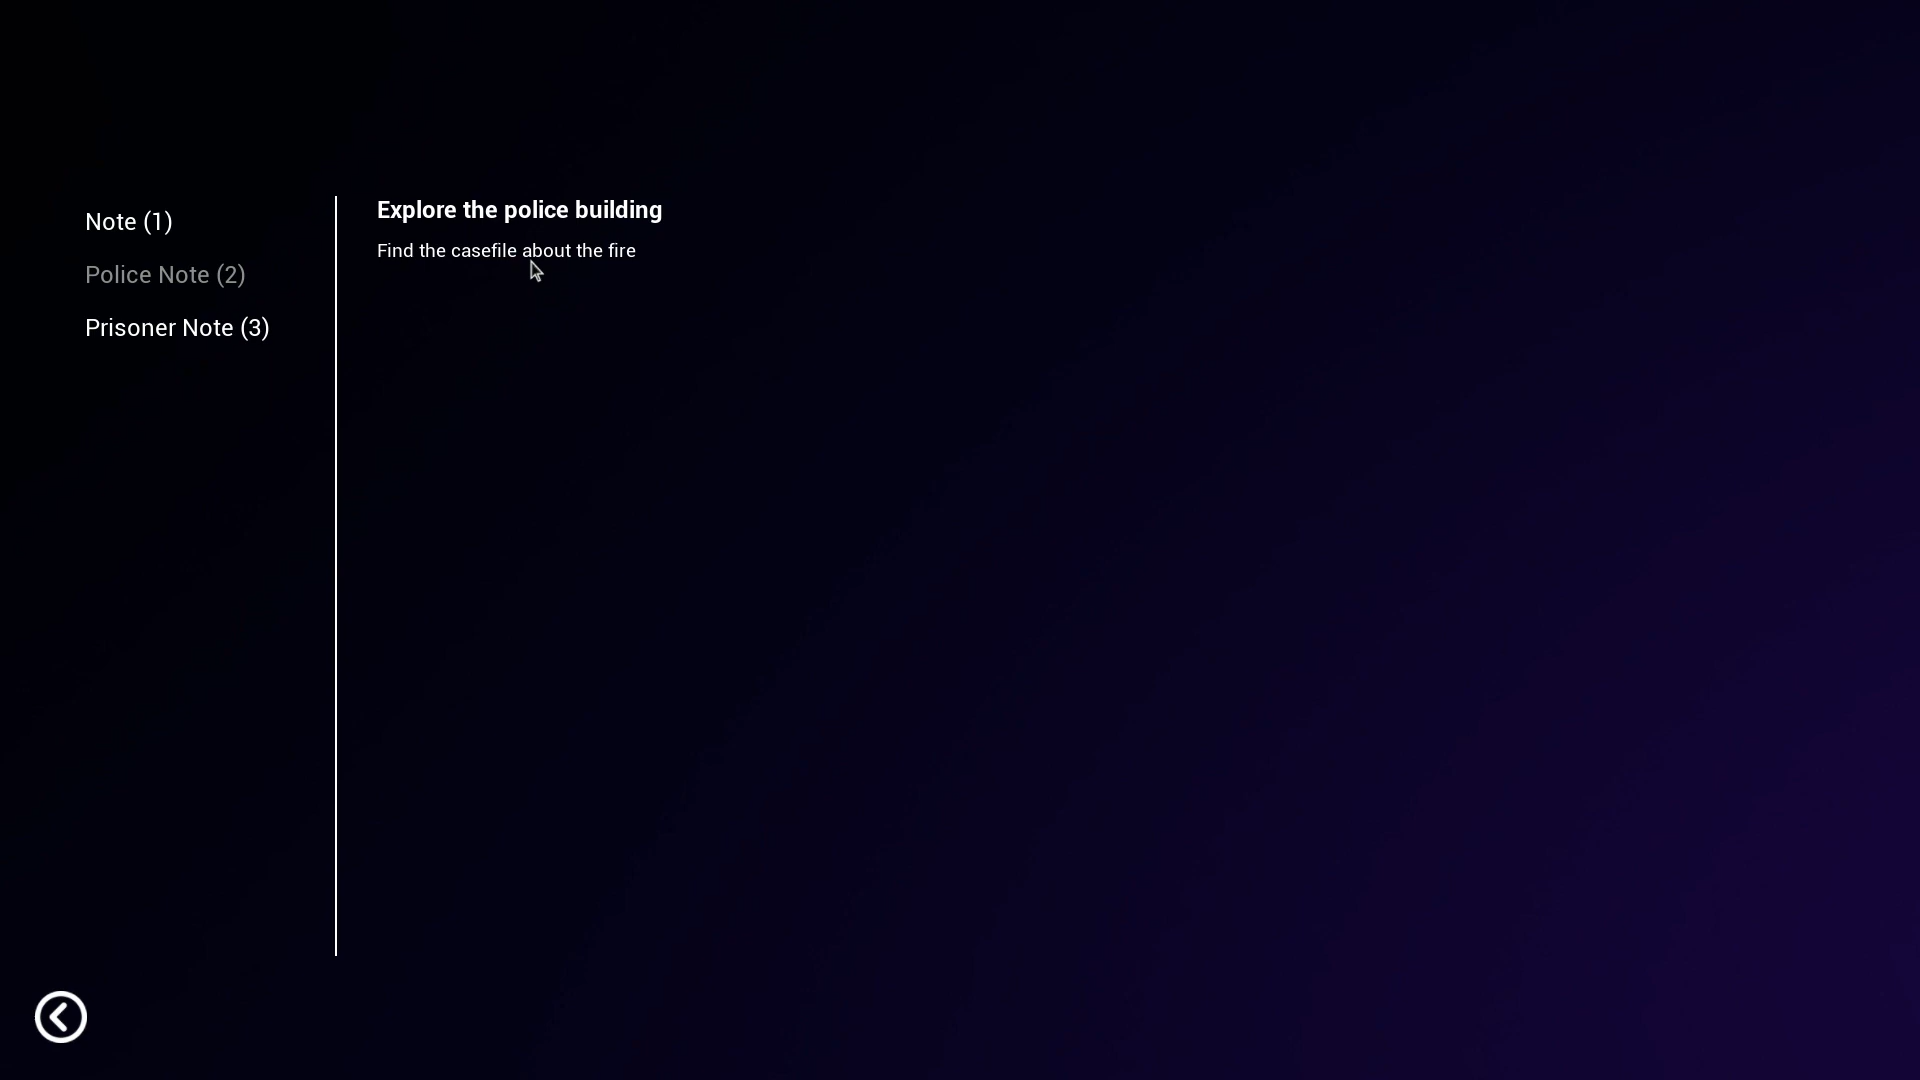 Note (1)
Police Note (2)
Prisoner Note (3)
Explore the police building
Find the casefile about the fire